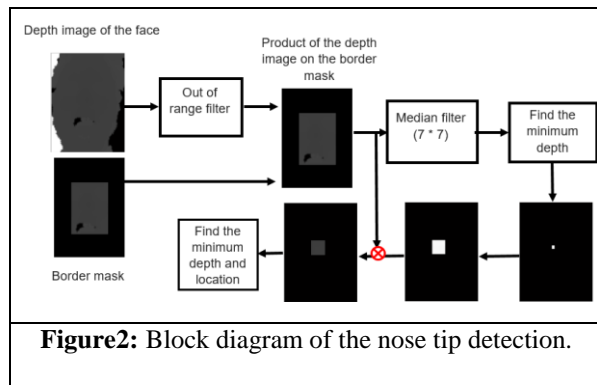 Depth image of the face
Product of the depth
image on the border
mask
Out of
range filter
Median filter
(7 * 7)
Find the
minimum
depth
Find the
minimum
depth and
location
Border mask
Figure2: Block diagram of the nose tip detection.